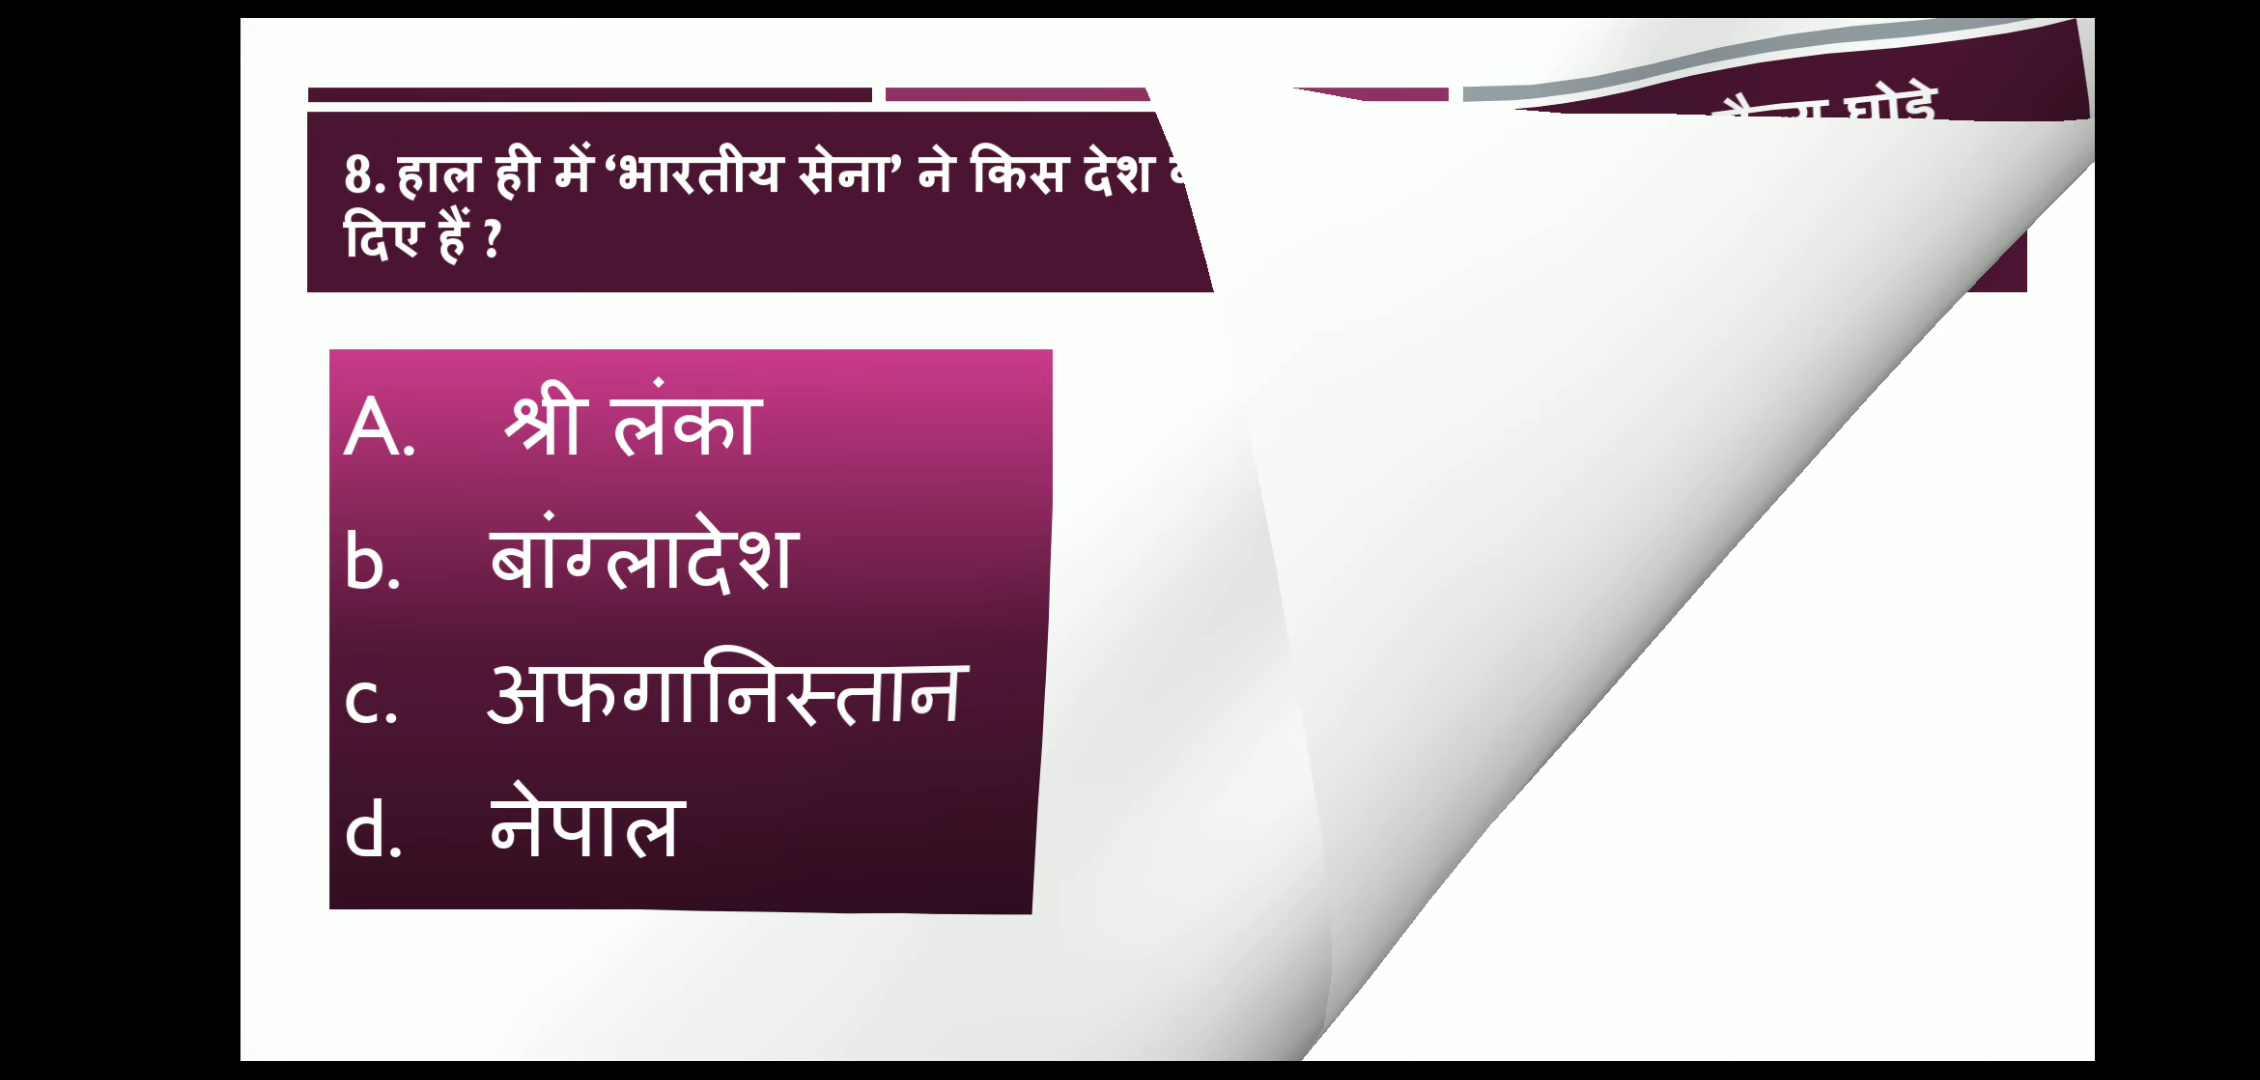 8. हाल ही में ‘भारतीय सेना’ ने किस देश घोड़े
दिए हैं ?
A. श्री लंका
b. बांग्लादेश
c. अफगानिस्तान
d. नेपाल